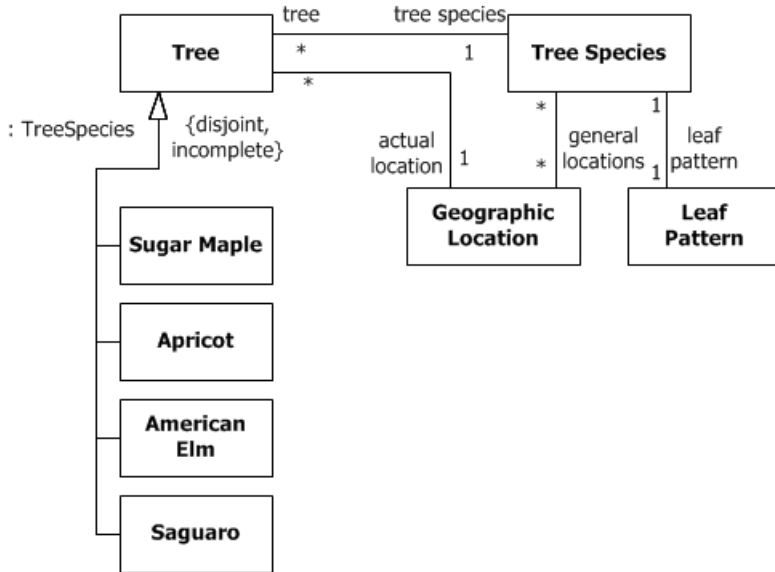 tree
tree species
Tree
*
1
Tree Species
*
: TreeSpecies
{disjoint,
incomplete}
*
1
actual
location
1
general
locations
leaf
pattern
*
1
Geographic
Location
Leaf
Pattern
Sugar Maple
Apricot
American
Elm
Saguaro